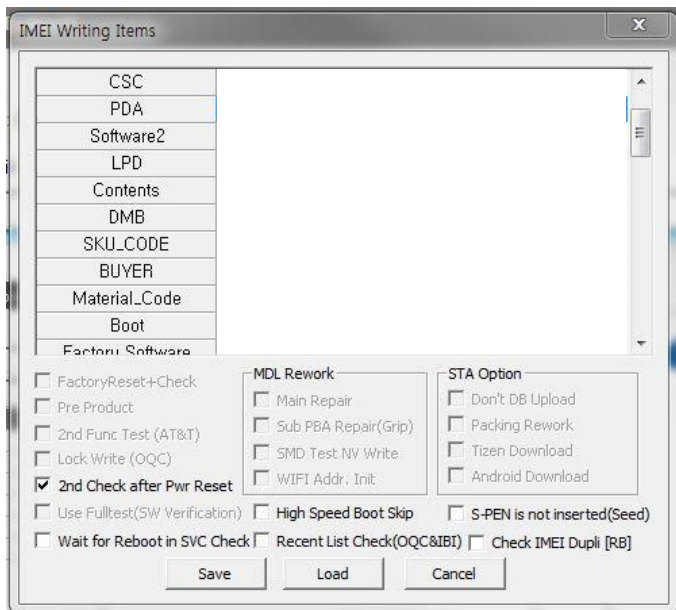 IMEI Writing Items
CSC
PDA
Software2
LPD
Contents
DMB
SKU_CODE
BUYER
Material_Code
Boot
Factory Software
FactoryReset+Check
Pre Product
2nd Func Test (AT&T)
Lock Write (OQC)
2nd Check after Pwr Reset
Use Fulltest(SW Verification)
Wait for Reboot in SVC Check
MDL Rework
Main Repair
Sub PBA Repair(Grip)
SMD Test NV Write
WIFI Addr. Init
High Speed Boot Skip
Recent List Check(OQC&IBI)
STA Option
Don't DB Upload
Packing Rework
Tizen Download
Android Download
S-PEN is not inserted(Seed)
Check IMEI Dupli [RB]
Save
Load
Cancel